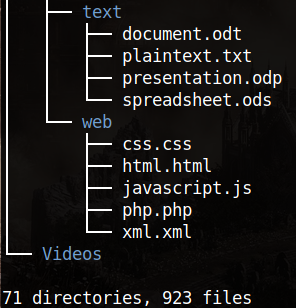 text
document.odt
plaintext.txt
presentation.odp
spreadsheet.ods
web
css.css
html.html
javascript.js
php.php
xml.xml
Videos
71 directories, 923 files